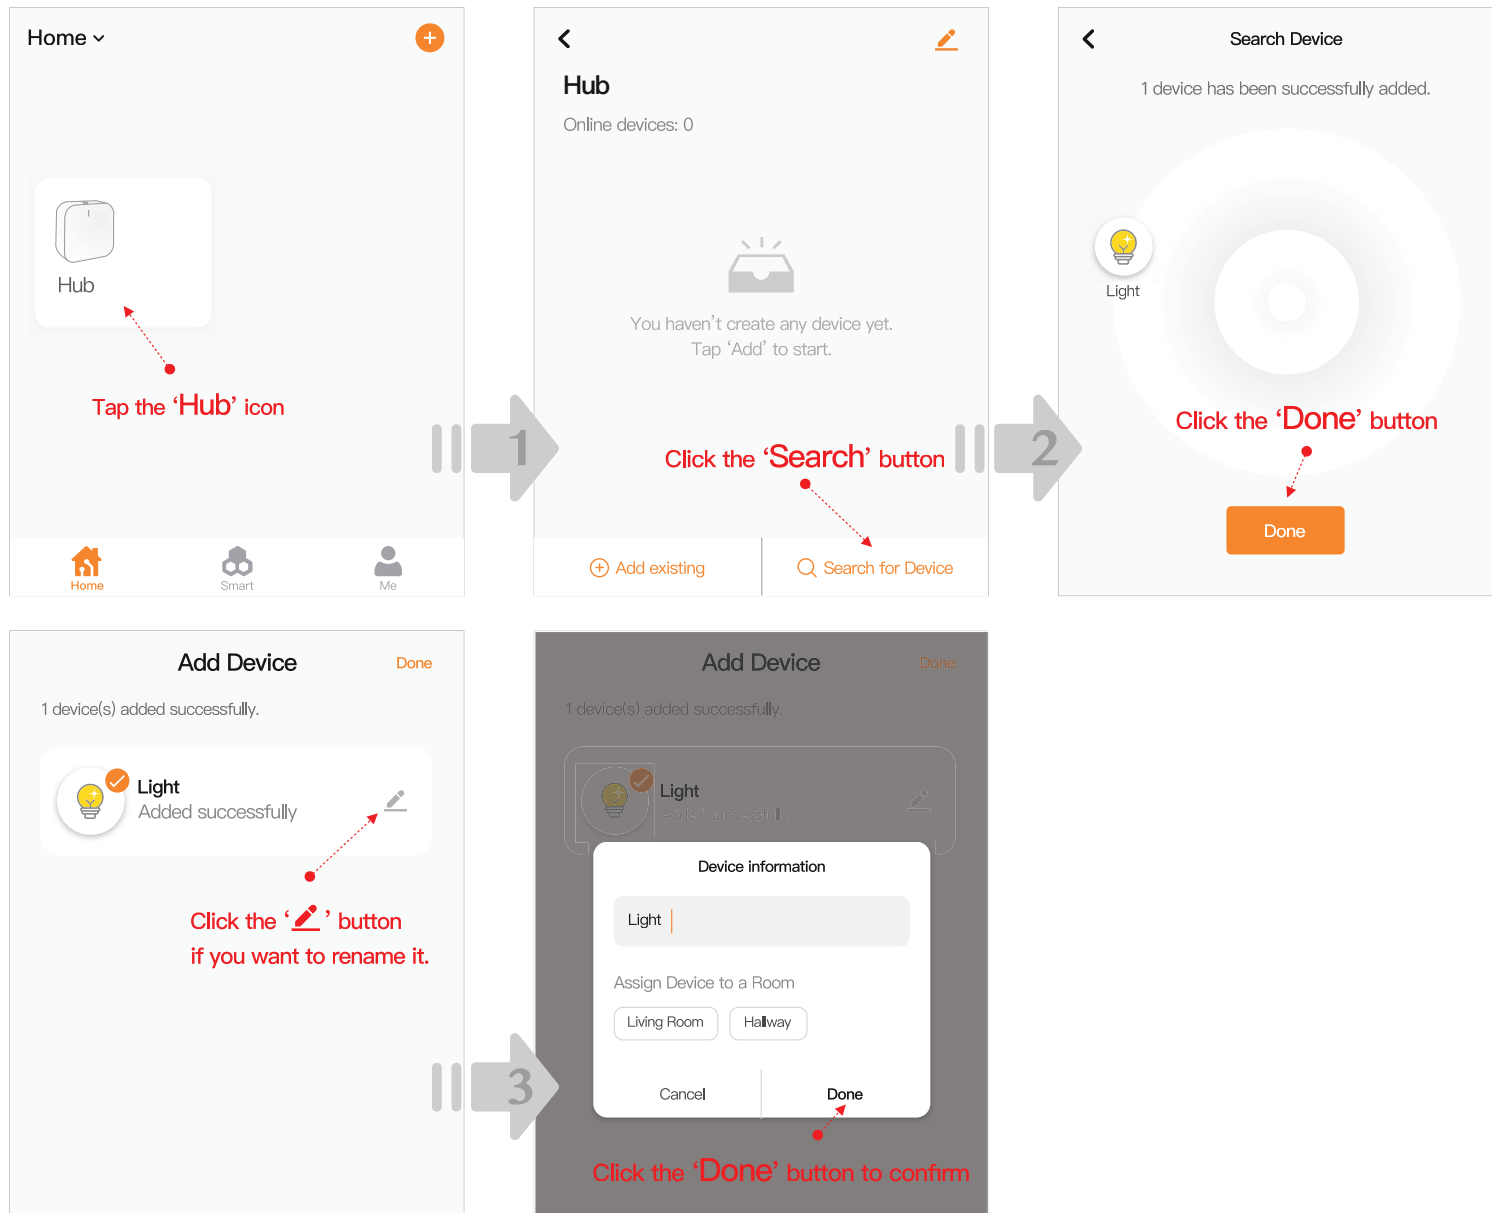 Home
Hub
Tap the ‘Hub’ icon
Home
Smart
Me
1
Hub
Online devices: 0
You haven’t create any device yet.
Tap ‘Add’ to start.
Click the ‘Search’ button
Add existing
Search for Device
2
Search Device
1 device has been successfully added.
Light
Click the ‘Done’ button
Done
Add Device
Done
1 device(s) added successfully.
Light
Added successfully
Click the ‘ ’ button
if you want to rename it.
3
Add Device
Done
1 device(s) added successfully.
Light
Added successfully
Device information
Light
Assign Device to a Room
Living Room
Hallway
Cancel
Done
Click the ‘Done’ button to confirm